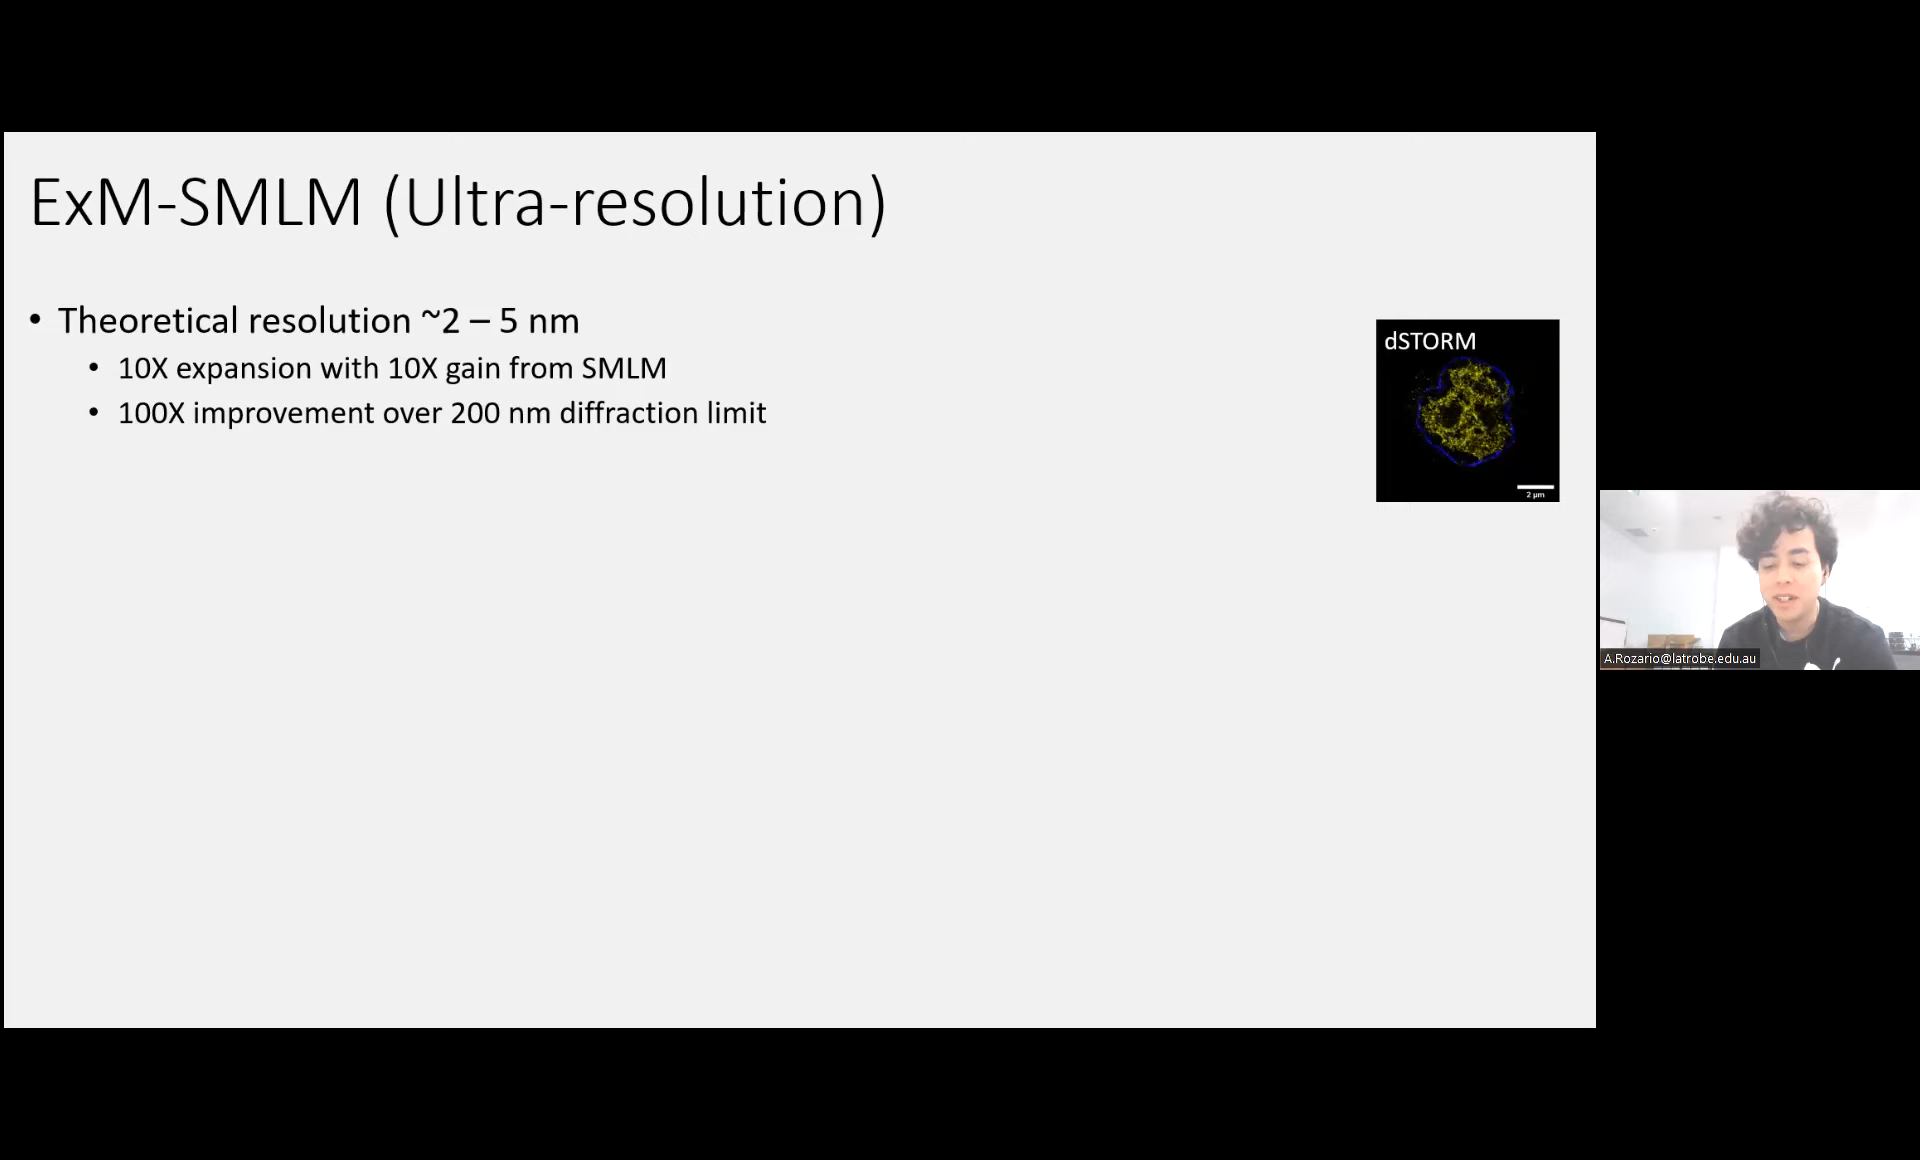 ExM-SMLM (Ultra-resolution)
• Theoretical resolution ~2 – 5 nm
• 10X expansion with 10X gain from SMLM
• 100X improvement over 200 nm diffraction limit
dSTORM
2 µm
A.Rozario@latrobe.edu.au